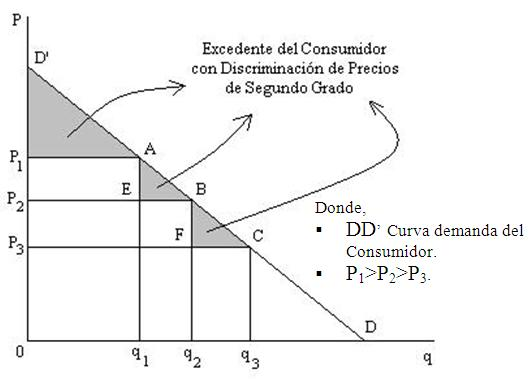 P
D'
Excedente del Consumidor
con Discriminación de Precios
de Segundo Grado
P1
A
E
P2
B
P3
F
C
Donde,
▪ DD' Curva demanda del
Consumidor.
▪ P1>P2>P3.
D
0
q1
q2
q3
q